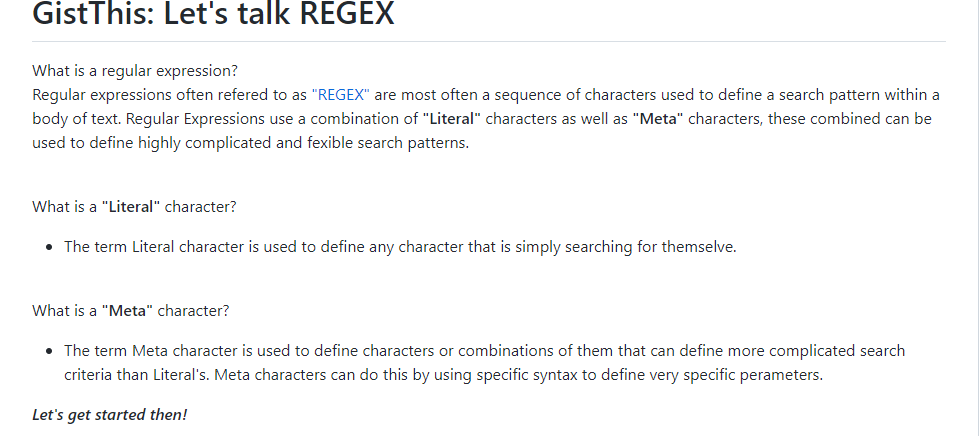 GistThis: Let's talk REGEX
What is a regular expression?
Regular expressions often refered to as "REGEX" are most often a sequence of characters used to define a search pattern within a
body of text. Regular Expressions use a combination of "Literal" characters as well as "Meta" characters, these combined can be
used to define highly complicated and fexible search patterns.
What is a "Literal" character?
• The term Literal character is used to define any character that is simply searching for themselve.
What is a "Meta" character?
• The term Meta character is used to define characters or combinations of them that can define more complicated search
criteria than Literal's. Meta characters can do this by using specific syntax to define very specific perameters.
Let's get started then!